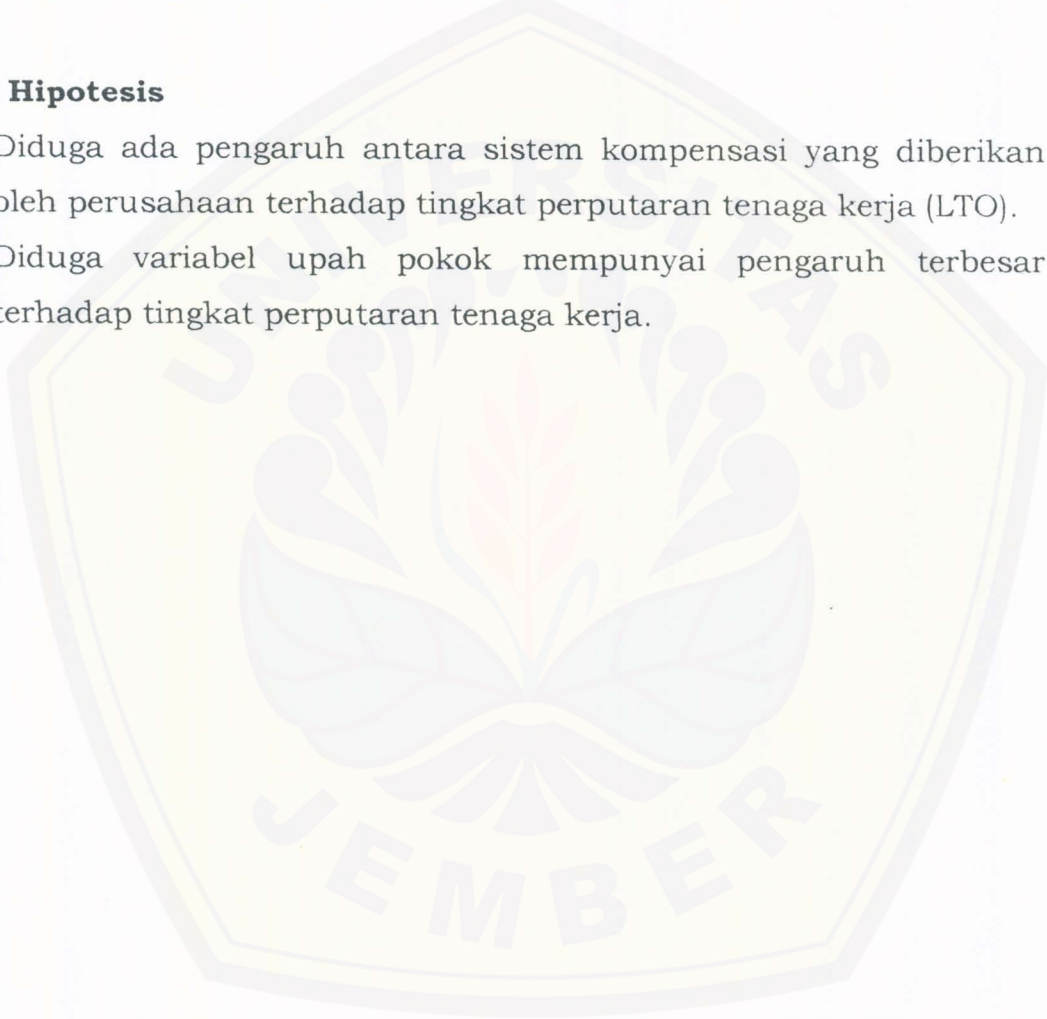 Hipotesis
Diduga ada pengaruh antara sistem kompensasi yang diberikan
oleh perusahaan terhadap tingkat perputaran tenaga kerja (LTO).
Diduga variabel upah pokok mempunyai pengaruh terbesar
terhadap tingkat perputaran tenaga kerja.
UNIVERSITAS
JEMBER